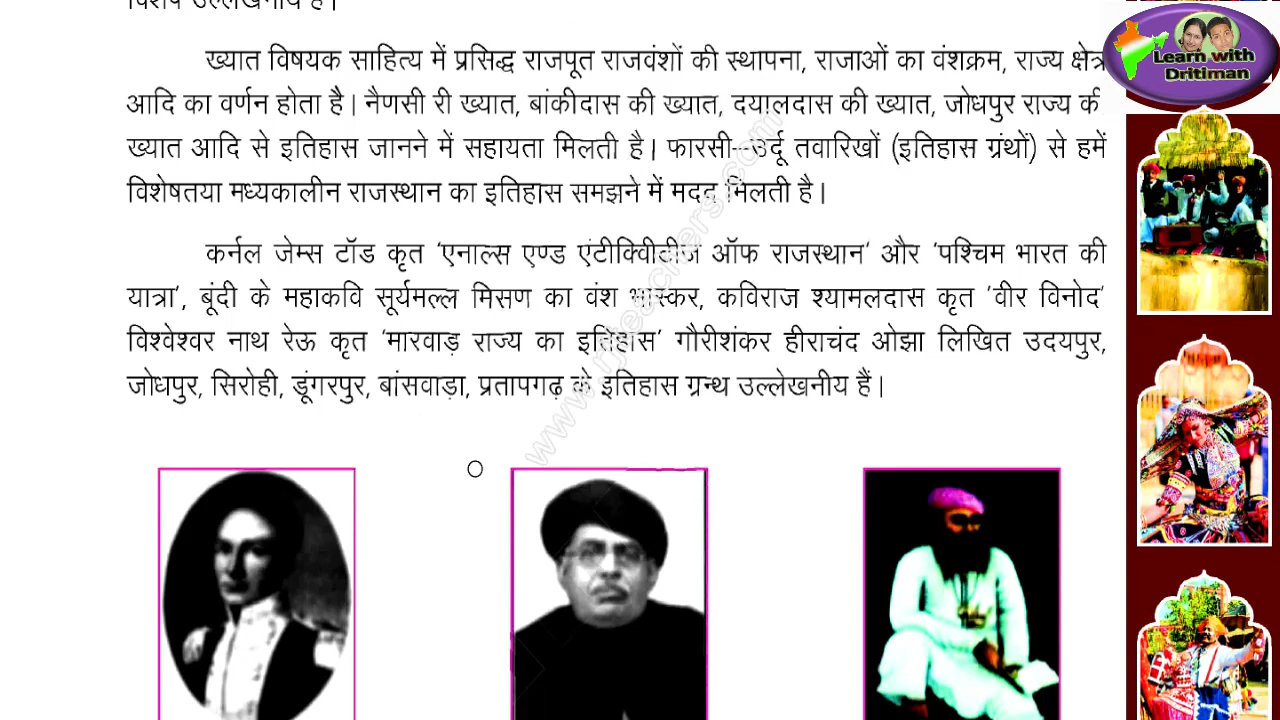 विशेष उल्लेखनीय है।
ख्यात विषयक साहित्य में प्रसिद्ध राजपूत राजवंशों की स्थापना, राजाओं का वंशक्रम, राज्य क्षेत्र
आदि का वर्णन होता है। नैणसी री ख्यात, बांकीदास की ख्यात, दयालदास की ख्यात, जोधपुर राज्य की
ख्यात आदि से इतिहास जानने में सहायता मिलती है। फारसी–उर्दू तवारिखों (इतिहास ग्रंथों) से हमें
विशेषतया मध्यकालीन राजस्थान का इतिहास समझने में मदद मिलती है।
कर्नल जेम्स टॉड कृत 'एनाल्स एण्ड एंटीक्विीतीज ऑफ राजस्थान' और 'पश्चिम भारत की
यात्रा', बूंदी के महाकवि सूर्यमल्ल मिसण का वंश भास्कर, कविराज श्यामलदास कृत 'वीर विनोद'
विश्वेश्वर नाथ रेऊ कृत 'मारवाड़ राज्य का इतिहास' गौरीशंकर हीराचंद ओझा लिखित उदयपुर,
जोधपुर, सिरोही, डूंगरपुर, बांसवाड़ा, प्रतापगढ़ के इतिहास ग्रन्थ उल्लेखनीय हैं।
Learn with
Dritiman